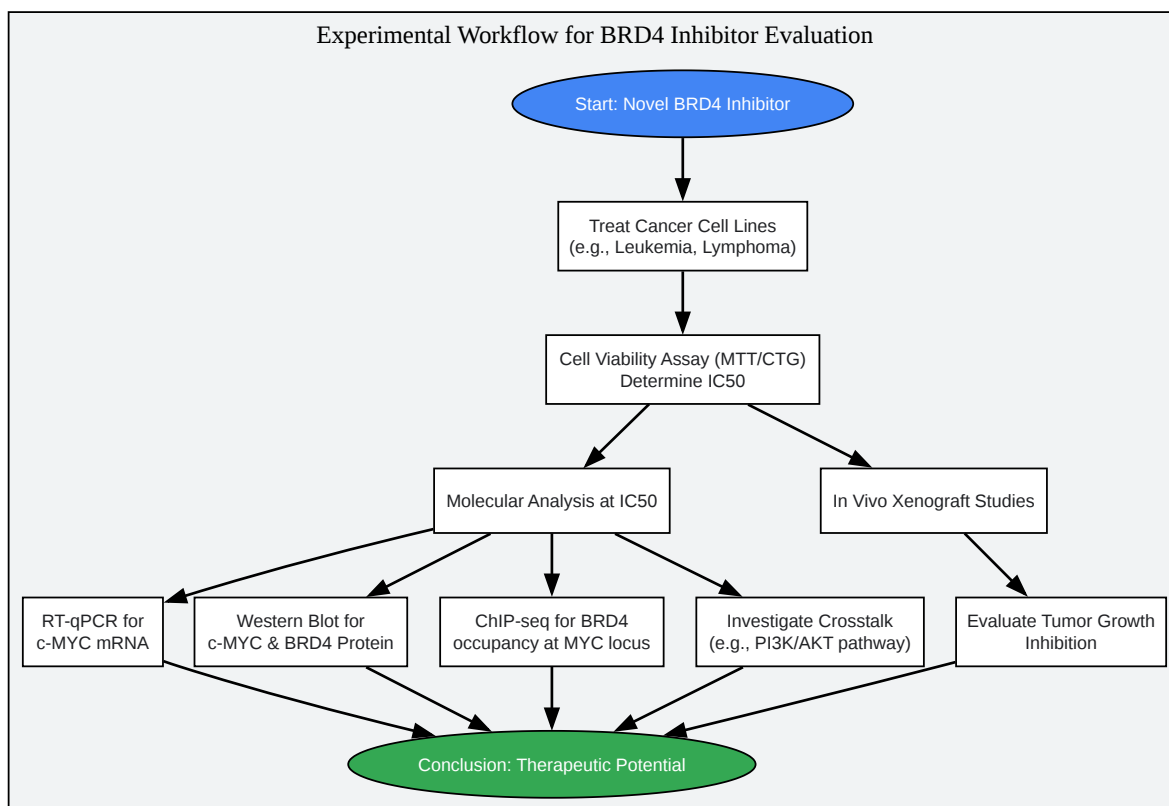 Experimental Workflow for BRD4 Inhibitor Evaluation
Start: Novel BRD4 Inhibitor
Treat Cancer Cell Lines
(e.g., Leukemia, Lymphoma)
Cell Viability Assay (MTT/CTG)
Determine IC50
Molecular Analysis at IC50
In Vivo Xenograft Studies
RT-qPCR for
c-MYC mRNA
Western Blot for
c-MYC & BRD4 Protein
ChIP-seq for BRD4
occupancy at MYC locus
Investigate Crosstalk
(e.g., PI3K/AKT pathway)
Evaluate Tumor Growth
Inhibition
Conclusion: Therapeutic Potential